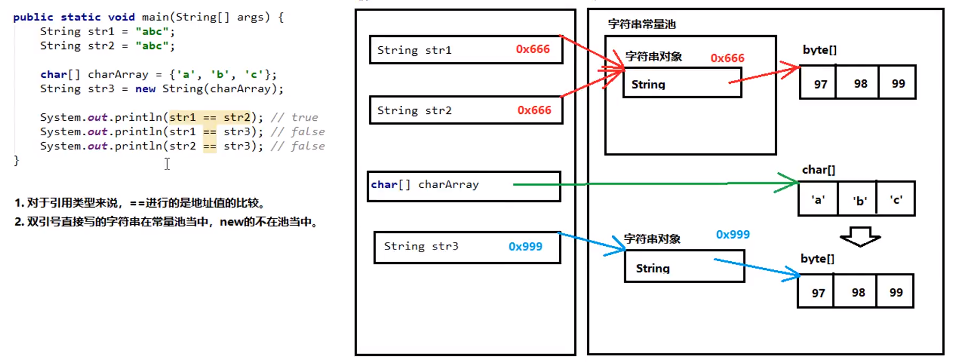 public static void main(String[] args) {
String str1 = "abc";
String str2 = "abc";
char[] charArray = {'a', 'b', 'c'};
String str3 = new String(charArray);
System.out.println(str1 == str2); // true
System.out.println(str1 == str3); // false
System.out.println(str2 == str3); // false
}
1. 对于引用类型来说，==进行的是地址值的比较。
2. 双引号直接写的字符串在常量池当中，new的不在池当中。
String str1 0x666
String str2 0x666
char[] charArray
String str3 0x999
字符串常量池
字符串对象 0x666
String
byte[]
97 98 99
char[]
'a' 'b' 'c'
字符串对象 0x999
String
byte[]
97 98 99